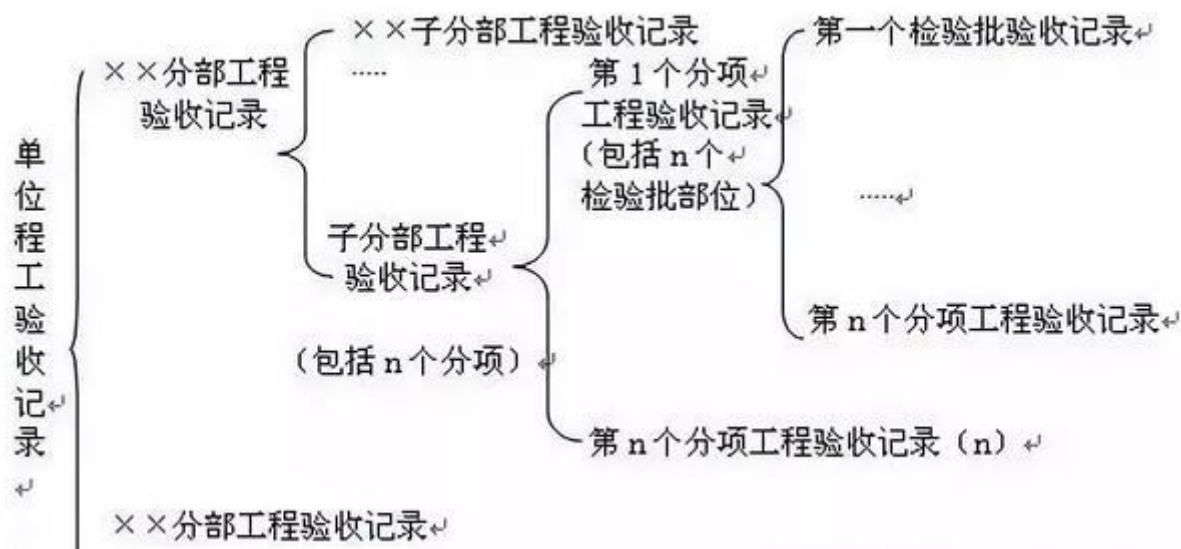 单位程工验收记录
××分部工程
验收记录
××子分部工程验收记录
.....
子分部工程
验收记录
(包括n个分项)
第1个分项
工程验收记录
(包括n个
检验批部位)
第一个检验批验收记录
.....
第n个分项工程验收记录
第n个分项工程验收记录(n)
××分部工程验收记录